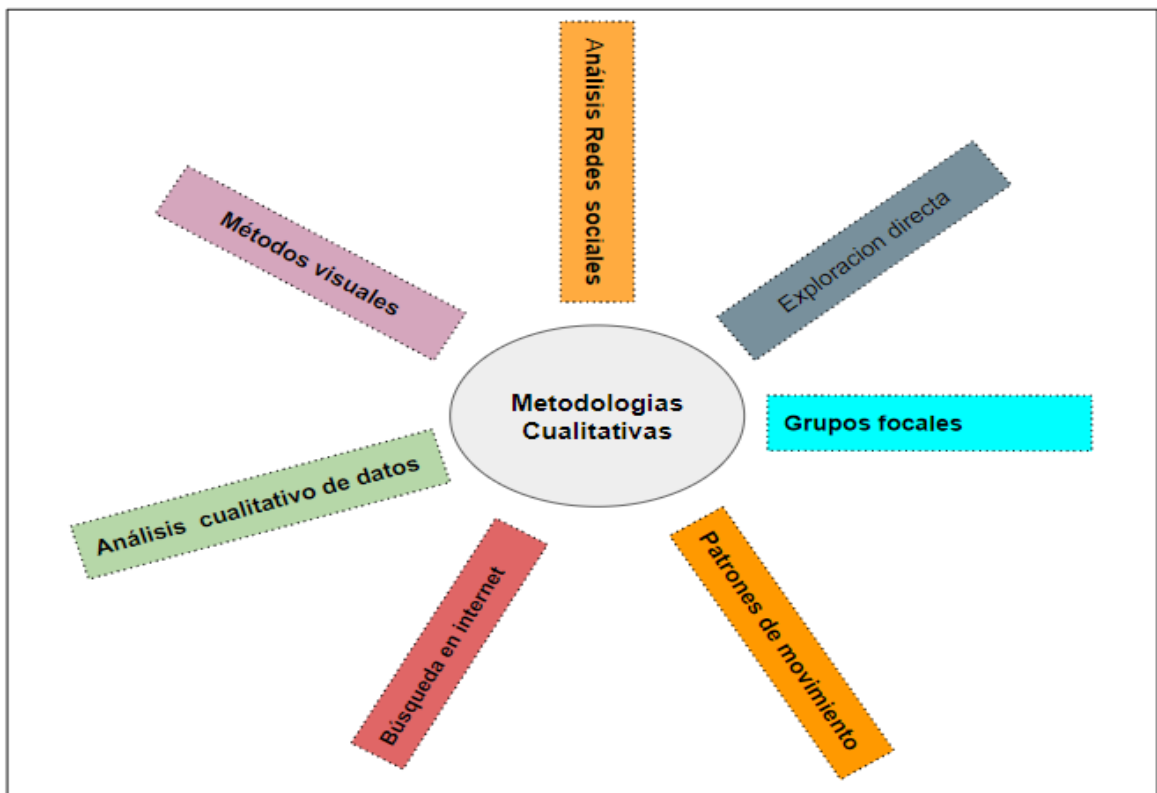 Análisis Redes sociales
Métodos visuales
Exploracion directa
Metodologias
Cualitativas
Grupos focales
Análisis cualitativo de datos
Búsqueda en internet
Patrones de movimiento